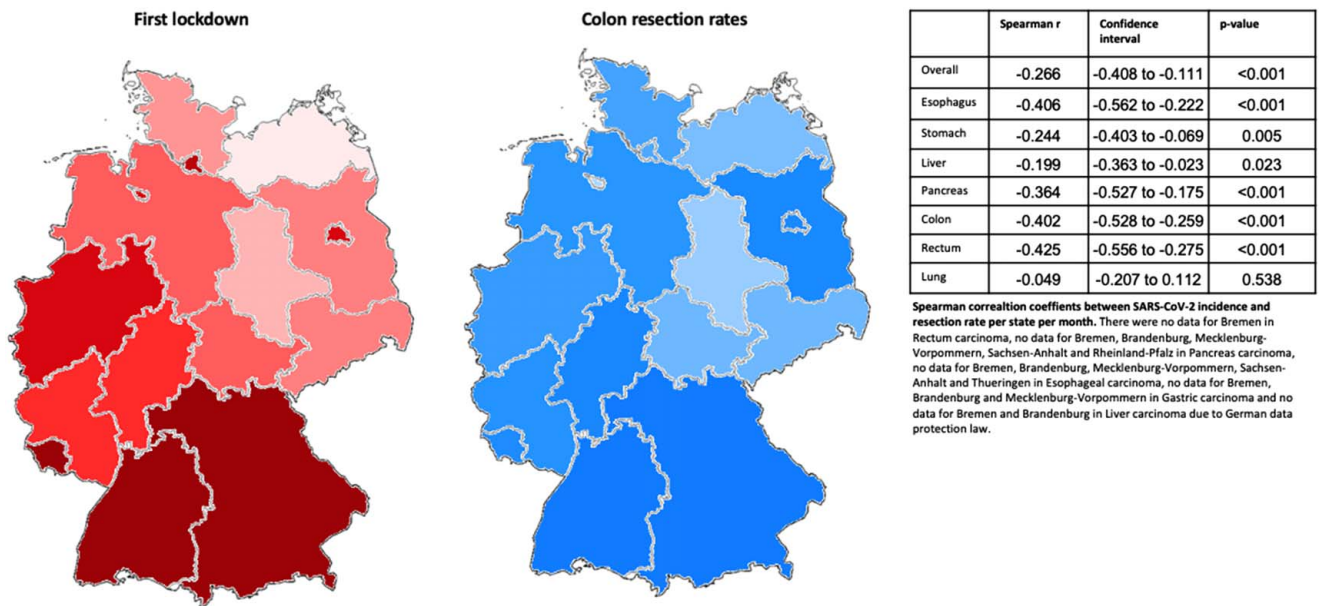 First lockdown
Colon resection rates
Spearman r Confidence interval p-value
Overall -0.266 -0.408 to -0.111 <0.001
Esophagus -0.406 -0.562 to -0.222 <0.001
Stomach -0.244 -0.403 to -0.069 0.005
Liver -0.199 -0.363 to -0.023 0.023
Pancreas -0.364 -0.527 to -0.175 <0.001
Colon -0.402 -0.528 to -0.259 <0.001
Rectum -0.425 -0.556 to -0.275 <0.001
Lung -0.049 -0.207 to 0.112 0.538
Spearman correaltion coeffients between SARS-CoV-2 incidence and
resection rate per state per month. There were no data for Bremen in
Rectum carcinoma, no data for Bremen, Brandenburg, Mecklenburg-
Vorpommern, Sachsen-Anhalt and Rheinland-Pfalz in Pancreas carcinoma,
no data for Bremen, Brandenburg, Mecklenburg-Vorpommern, Sachsen-
Anhalt and Thueringen in Esophageal carcinoma, no data for Bremen,
Brandenburg and Mecklenburg-Vorpommern in Gastric carcinoma and no
data for Bremen and Brandenburg in Liver carcinoma due to German data
protection law.